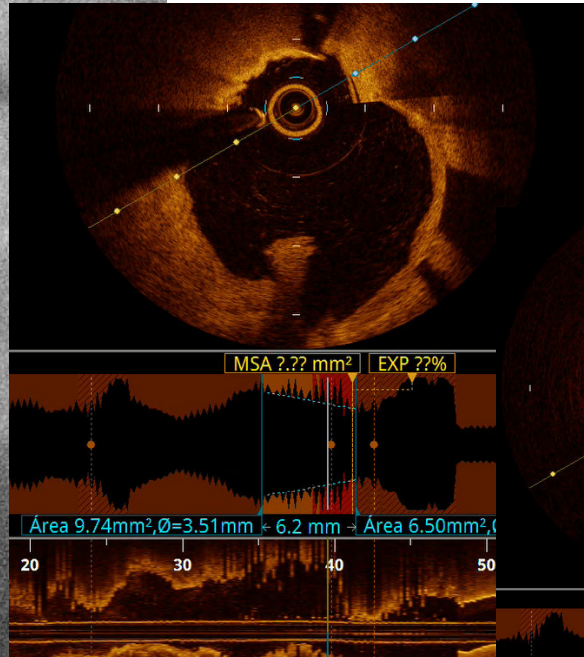 MSA ?.?? mm² EXP ??%
Área 9.74mm²,Ø=3.51mm ← 6.2 mm → Área 6.50mm²,
20 30 40 50